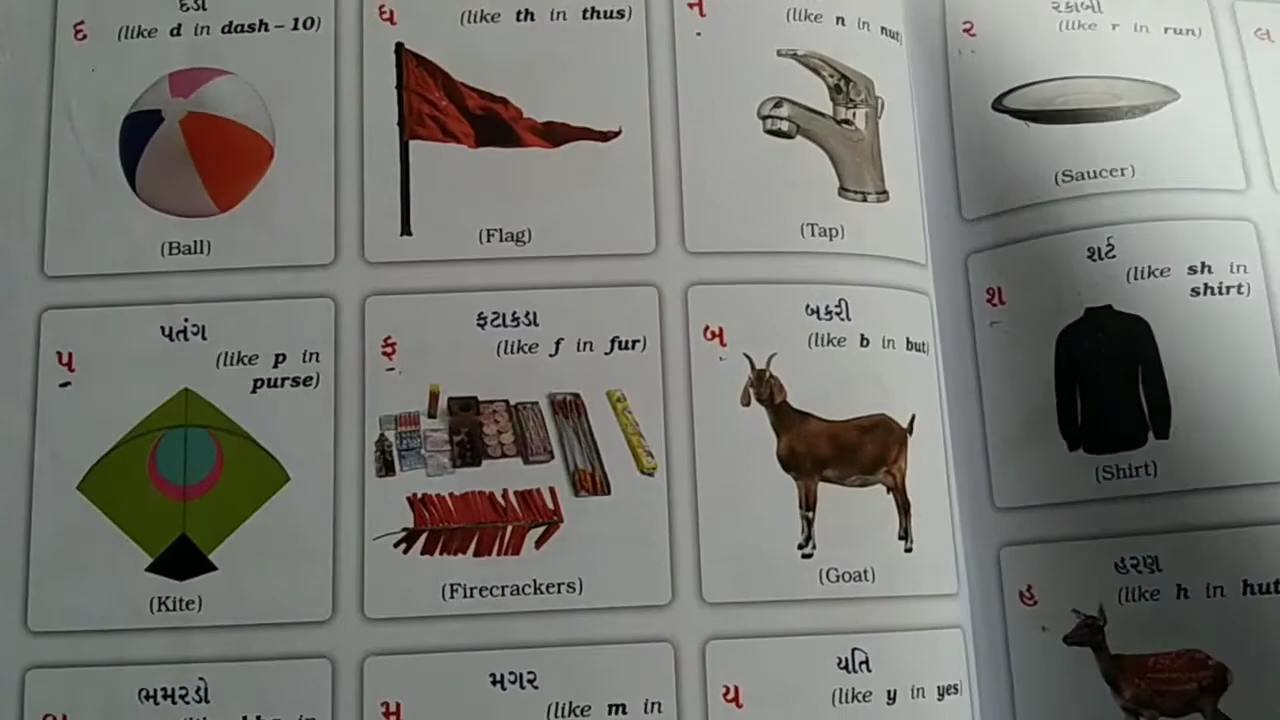 દડા
દ
(like d in dash – 10)
(Ball)
ધ
(like th in thus)
(Flag)
ન
(like n in nut)
(Tap)
રકાબી
ર
(like r in run)
(Saucer)
લ
પતંગ
પ
(like p in
purse)
(Kite)
ફટાકડા
ફ
(like f in fur)
(Firecrackers)
બકરી
બ
(like b in but)
(Goat)
શર્ટ
શ
(like sh in
shirt)
(Shirt)
હરણ
હ
(like h in hut
ભમરડો
મગર
મ
(like m in
યતિ
ય
(like y in yes)